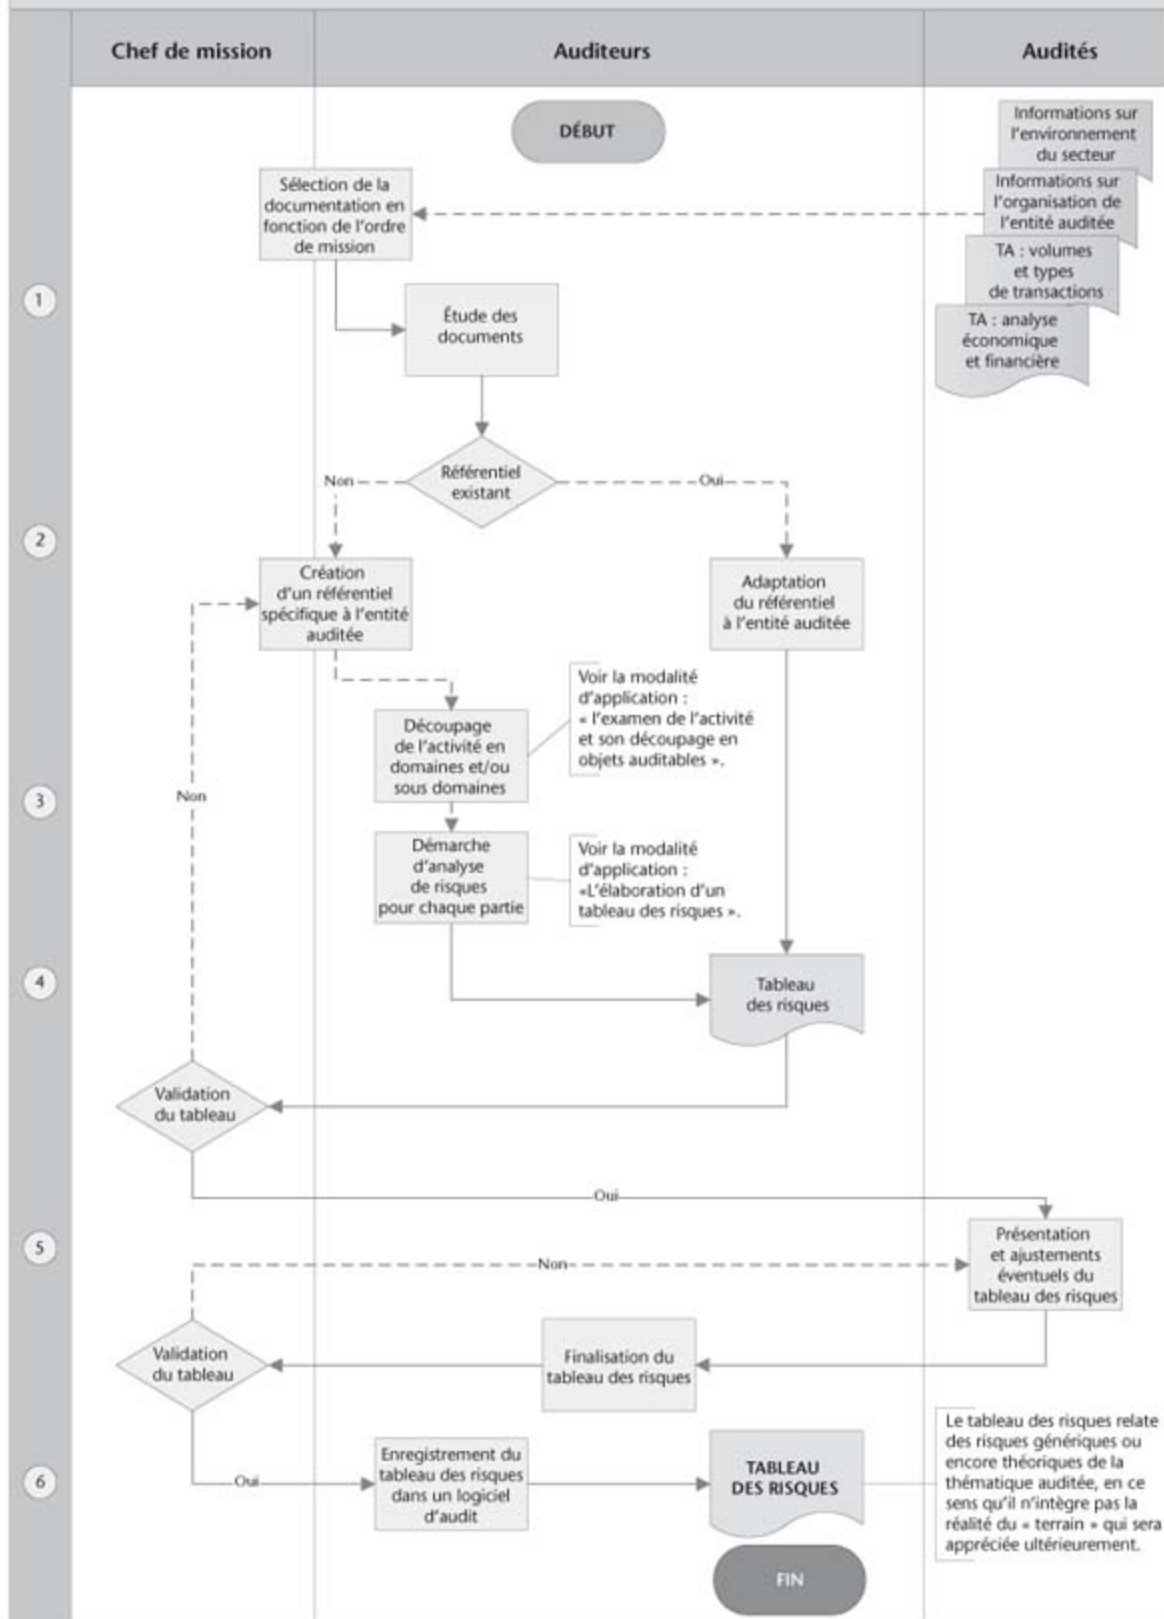 Chef de mission
Auditeurs
Audités
DÉBUT
Informations sur
l'environnement
du secteur
Sélection de la
documentation en
fonction de l'ordre
de mission
Informations sur
l'organisation de
l'entité auditée
TA : volumes
et types
de transactions
1
Étude des
documents
TA : analyse
économique
et financière
Référentiel
existant
Non
Oui
2
Création
d'un référentiel
spécifique à l'entité
auditée
Adaptation
du référentiel
à l'entité auditée
Voir la modalité
d'application :
« l'examen de l'activité
et son découpage en
objets auditables ».
Découpage
de l'activité en
domaines et/ou
sous domaines
Non
3
Démarche
d'analyse
de risques
pour chaque partie
Voir la modalité
d'application :
«L'élaboration d'un
tableau des risques ».
4
Tableau
des risques
Validation
du tableau
Oui
5
Présentation
et ajustements
éventuels du
tableau des risques
Non
Validation
du tableau
Finalisation du
tableau des risques
6
Oui
Enregistrement du
tableau des risques
dans un logiciel
d'audit
TABLEAU
DES RISQUES
Le tableau des risques relate
des risques génériques ou
encore théoriques de la
thématique auditée, en ce
sens qu'il n'intègre pas la
réalité du « terrain » qui sera
appréciée ultérieurement.
FIN